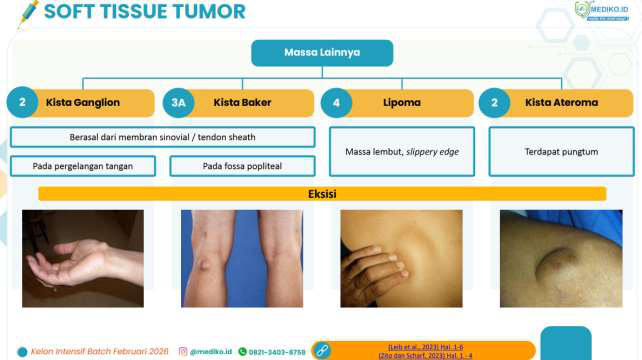 SOFT TISSUE TUMOR
MEDIKO.ID
Massa Lainnya
2 Kista Ganglion
3A Kista Baker
4 Lipoma
2 Kista Ateroma
Berasal dari membran sinovial / tendon sheath
Pada pergelangan tangan
Pada fossa popliteal
Massa lembut, slippery edge
Terdapat pungtum
Eksisi
Kelon Intensif Batch Februari 2026
@mediko.id
0821-3403-8758
(Leib et.al., 2023) Hal. 1-6
(Zito dan Scharf, 2023) Hal. 1 - 4